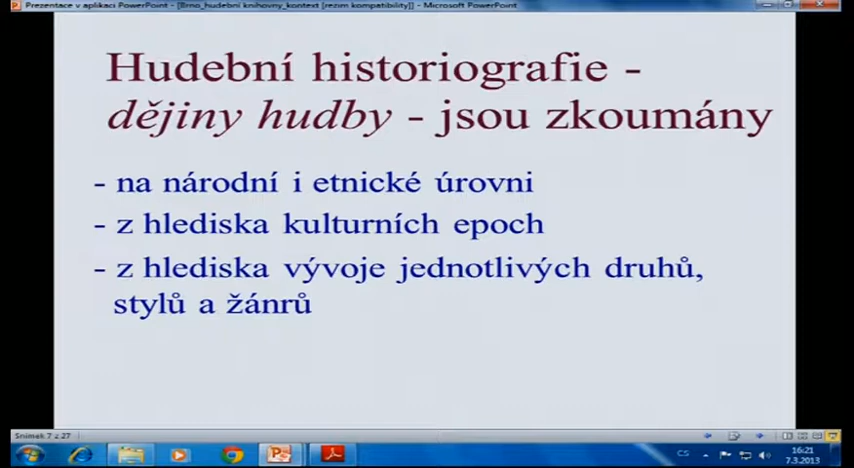 Prezentace v aplikaci PowerPoint - [Brno_hudební knihovny_kontext [režim kompatibility]] - Microsoft PowerPoint
Hudební historiografie -
dějiny hudby - jsou zkoumány
- na národní i etnické úrovni
- z hlediska kulturních epoch
- z hlediska vývoje jednotlivých druhů,
stylů a žánrů
Snímek 7 z 27
CS
16:21
7.3.2013